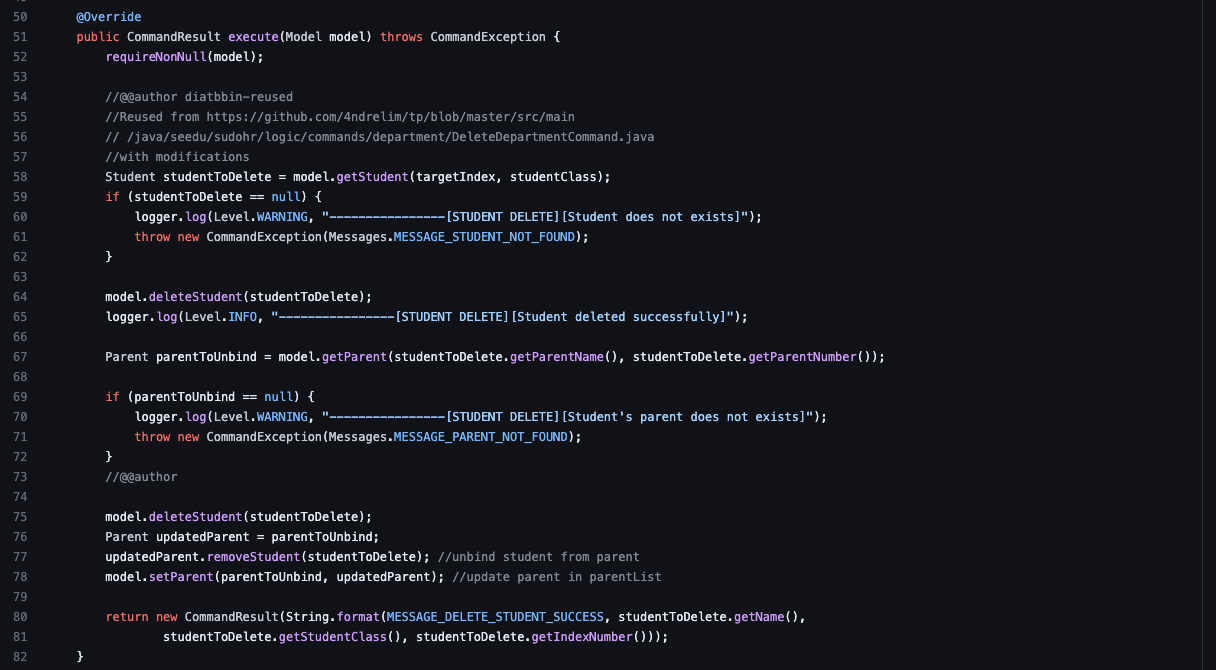 50 @Override
51 public CommandResult execute(Model model) throws CommandException {
52 requireNonNull(model);
53
54 //@@author diatbbin-reused
55 //Reused from https://github.com/4ndrelim/tp/blob/master/src/main
56 // /java/seedu/sudohr/logic/commands/department/DeleteDepartmentCommand.java
57 //with modifications
58 Student studentToDelete = model.getStudent(targetIndex, studentClass);
59 if (studentToDelete == null) {
60 logger.log(Level.WARNING, "----------------[STUDENT DELETE][Student does not exists]");
61 throw new CommandException(Messages.MESSAGE_STUDENT_NOT_FOUND);
62 }
63
64 model.deleteStudent(studentToDelete);
65 logger.log(Level.INFO, "----------------[STUDENT DELETE][Student deleted successfully]");
66
67 Parent parentToUnbind = model.getParent(studentToDelete.getParentName(), studentToDelete.getParentNumber());
68
69 if (parentToUnbind == null) {
70 logger.log(Level.WARNING, "----------------[STUDENT DELETE][Student's parent does not exists]");
71 throw new CommandException(Messages.MESSAGE_PARENT_NOT_FOUND);
72 }
73 //@@author
74
75 model.deleteStudent(studentToDelete);
76 Parent updatedParent = parentToUnbind;
77 updatedParent.removeStudent(studentToDelete); //unbind student from parent
78 model.setParent(parentToUnbind, updatedParent); //update parent in parentList
79
80 return new CommandResult(String.format(MESSAGE_DELETE_STUDENT_SUCCESS, studentToDelete.getName(),
81 studentToDelete.getStudentClass(), studentToDelete.getIndexNumber()));
82 }